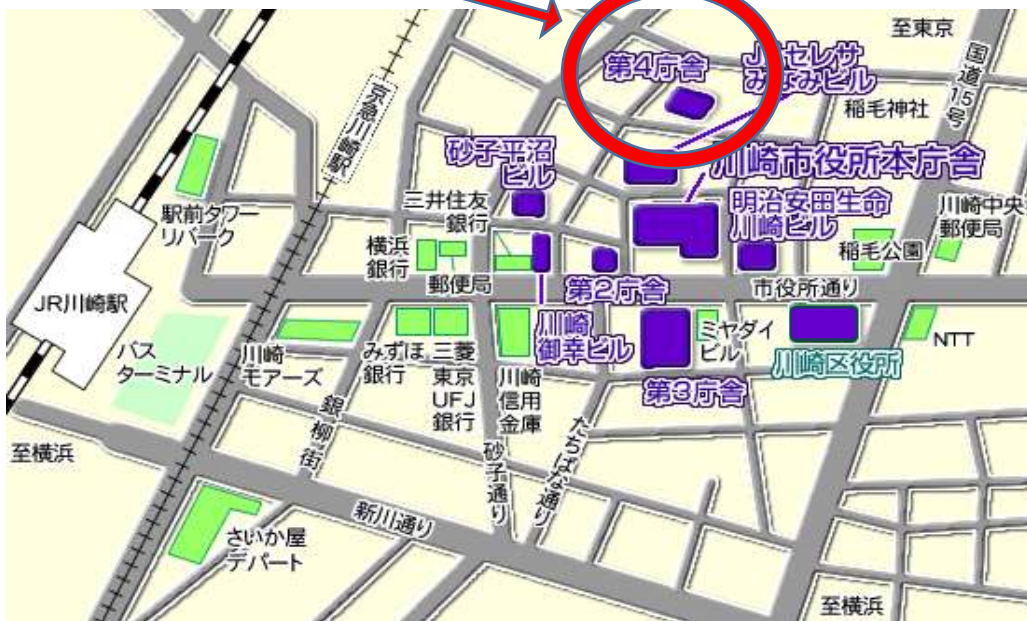 至東京
国道15号
第4庁舎
みなみビル
稲毛神社
京急川崎駅
砂子平沼
ビル
川崎市役所本庁舎
三井住友
銀行
明治安田生命
川崎ビル
川崎中央
郵便局
駅前タワー
リバーク
横浜
銀行
郵便局
稲毛公園
第2庁舎
市役所通り
JR川崎駅
川崎
御幸ビル
ミヤダイ
ビル
NTT
バス
ターミナル
川崎
モアーズ
みずほ
銀行
三菱
東京
UFJ
銀行
川崎
信用
金庫
第3庁舎
川崎区役所
銀柳街
砂子通り
たちばな通り
至横浜
新川通り
さいか屋
デパート
至横浜